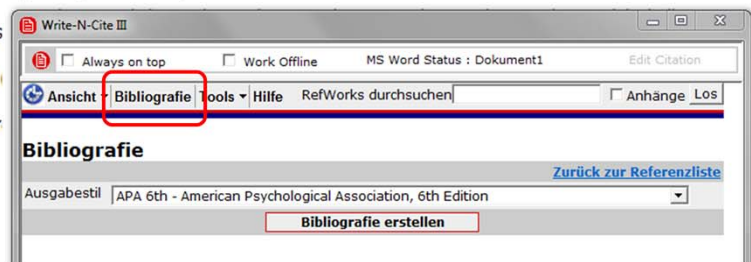 Write-N-Cite III
Always on top Work Offline MS Word Status : Dokument1 Edit Citation
Ansicht Bibliografie Tools Hilfe RefWorks durchsuchen Anhänge Los
Bibliografie
Zurück zur Referenzliste
Ausgabestil APA 6th - American Psychological Association, 6th Edition
Bibliografie erstellen